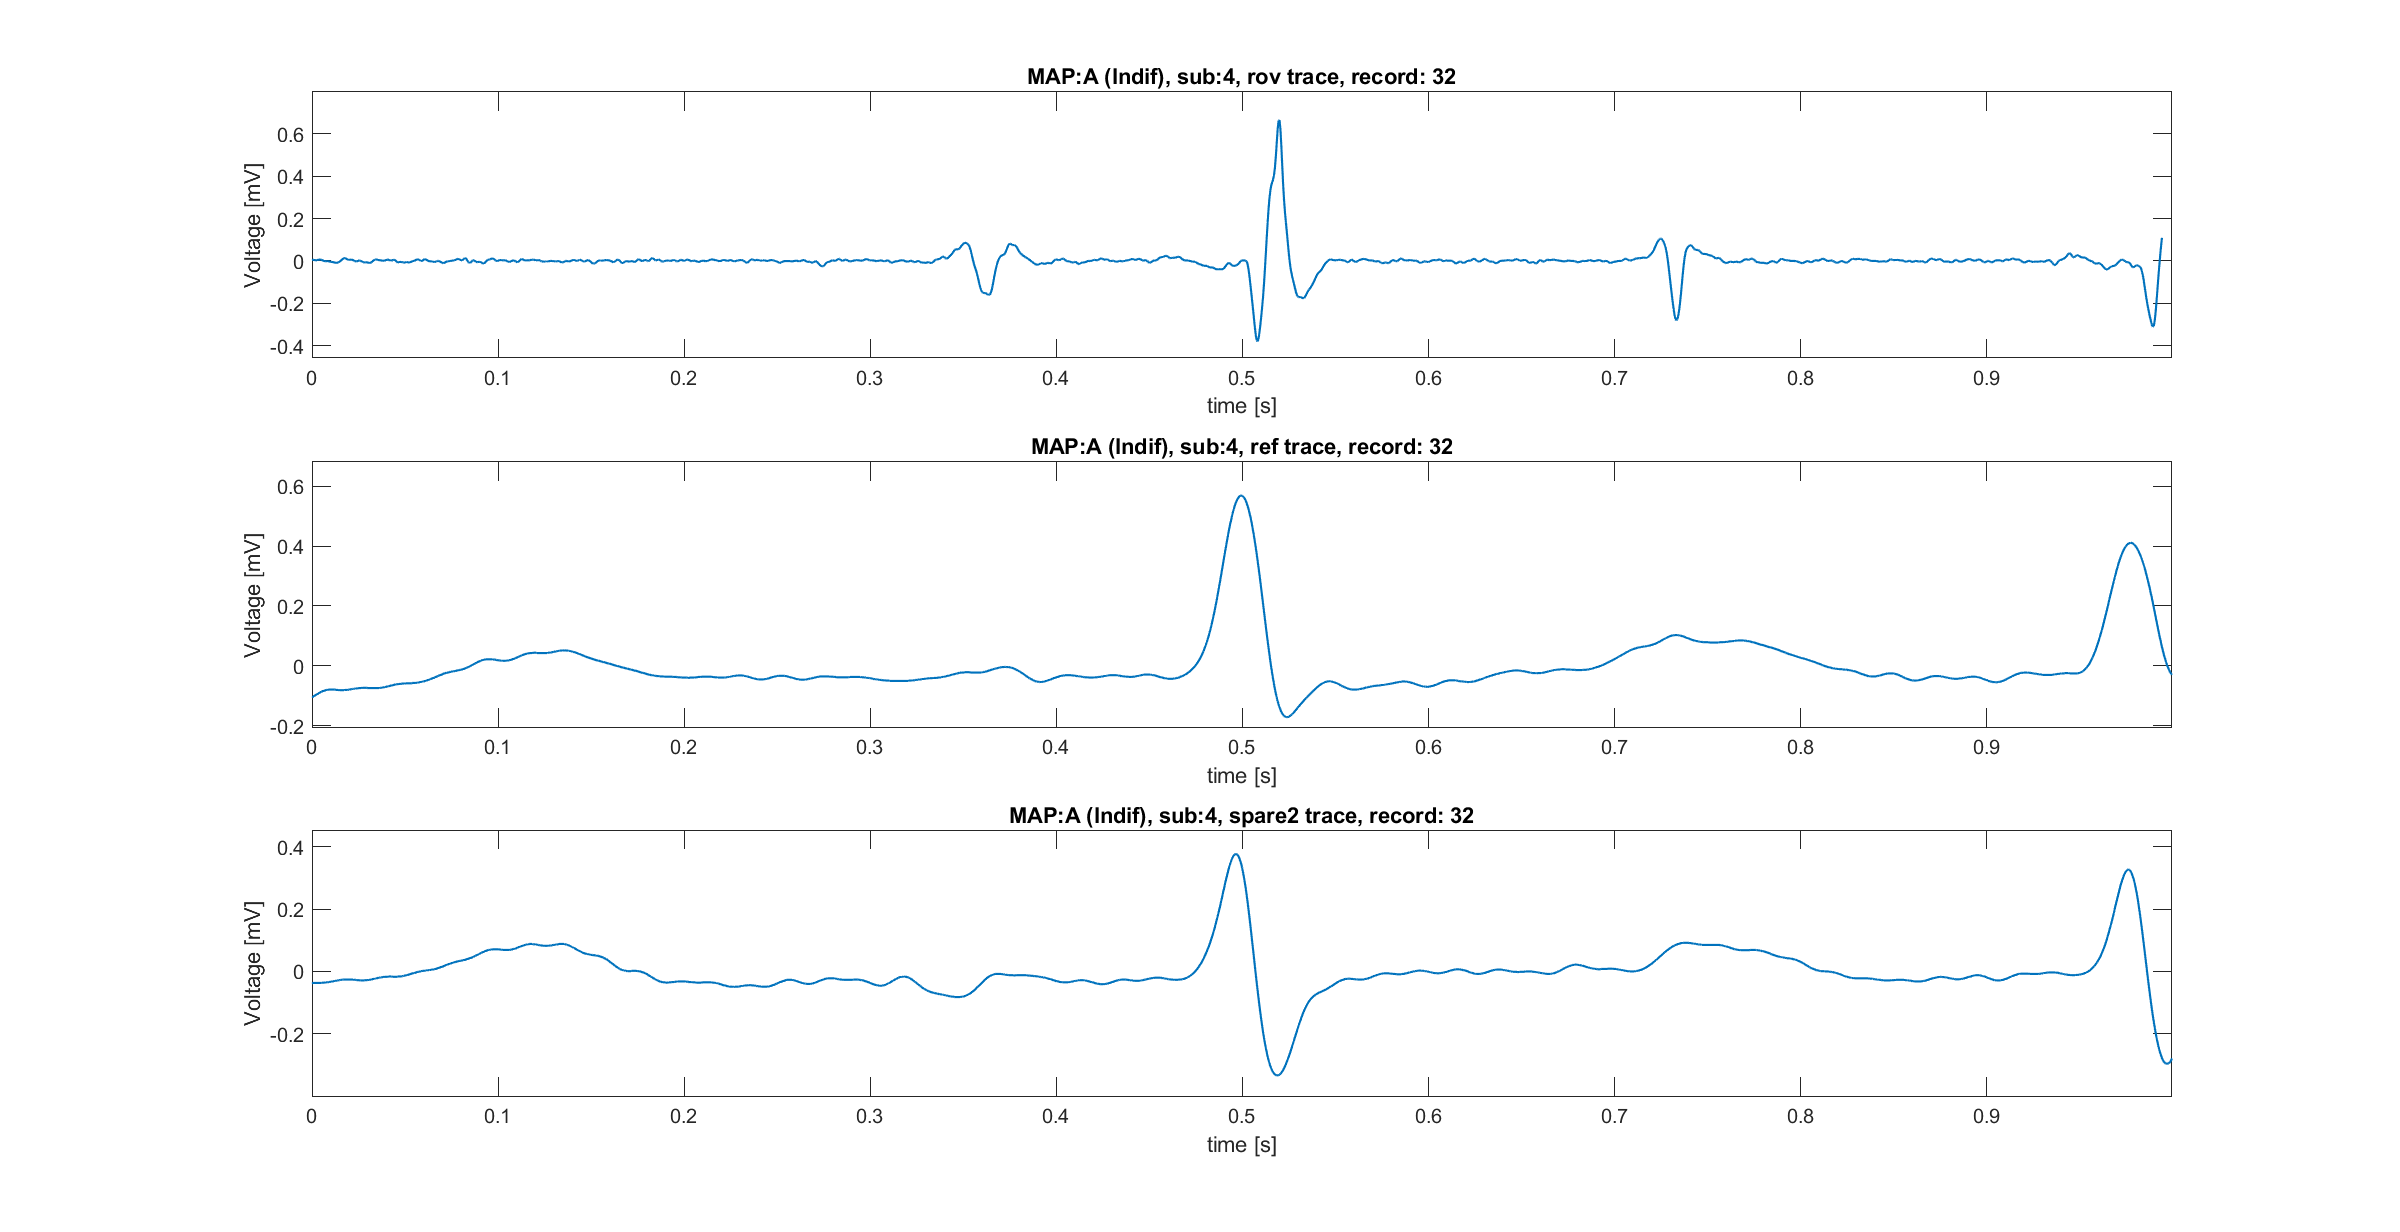 MAP:A (Indif), sub:4, rov trace, record: 32
Voltage [mV]
0.6
0.4
0.2
0
-0.2
-0.4
0 0.1 0.2 0.3 0.4 0.5 0.6 0.7 0.8 0.9
time [s]
MAP:A (Indif), sub:4, ref trace, record: 32
Voltage [mV]
0.6
0.4
0.2
0
-0.2
0 0.1 0.2 0.3 0.4 0.5 0.6 0.7 0.8 0.9
time [s]
MAP:A (Indif), sub:4, spare2 trace, record: 32
Voltage [mV]
0.4
0.2
0
-0.2
0 0.1 0.2 0.3 0.4 0.5 0.6 0.7 0.8 0.9
time [s]